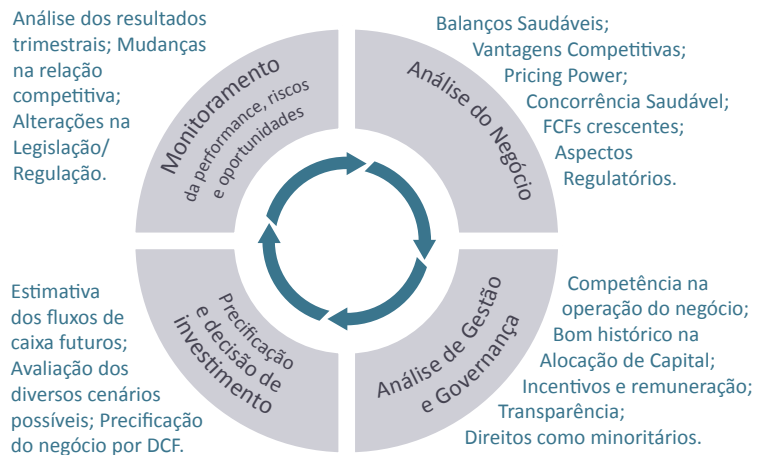 Análise dos resultados
trimestrais; Mudanças
na relação
competitiva;
Alterações na
Legislação/
Regulação.
Monitoramento
da performance, riscos
e oportunidades
Análise do Negócio
Balanços Saudáveis;
Vantagens Competitivas;
Pricing Power;
Concorrência Saudável;
FCFs crescentes;
Aspectos
Regulatórios.
Estimativa
dos fluxos de
caixa futuros;
Avaliação dos
diversos cenários
possíveis; Precificação
do negócio por DCF.
Precificação
e decisão de
investimento
Análise de Gestão
e Governança
Competência na
operação do negócio;
Bom histórico na
Alocação de Capital;
Incentivos e remuneração;
Transparência;
Direitos como minoritários.